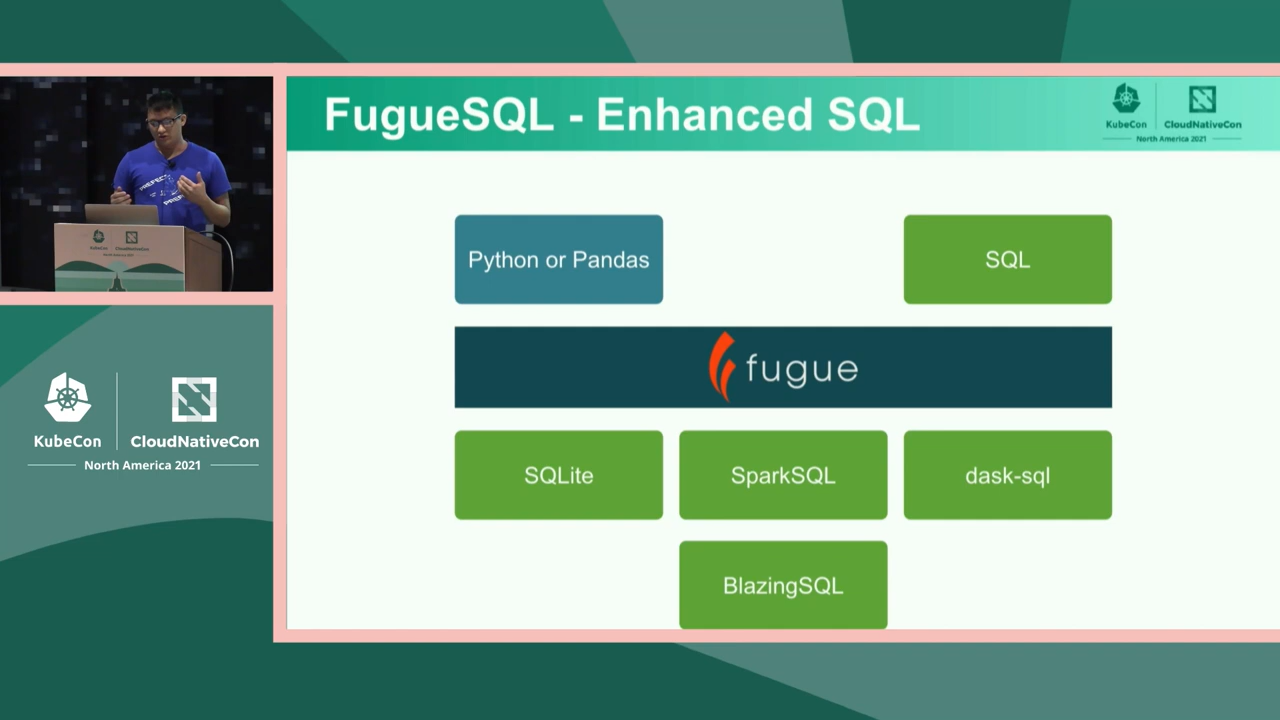 FugueSQL - Enhanced SQL
KubeCon
CloudNativeCon
North America 2021
Python or Pandas
SQL
fugue
SQLite
SparkSQL
dask-sql
BlazingSQL
PREFECT
KubeCon
CloudNativeCon
North America 2021